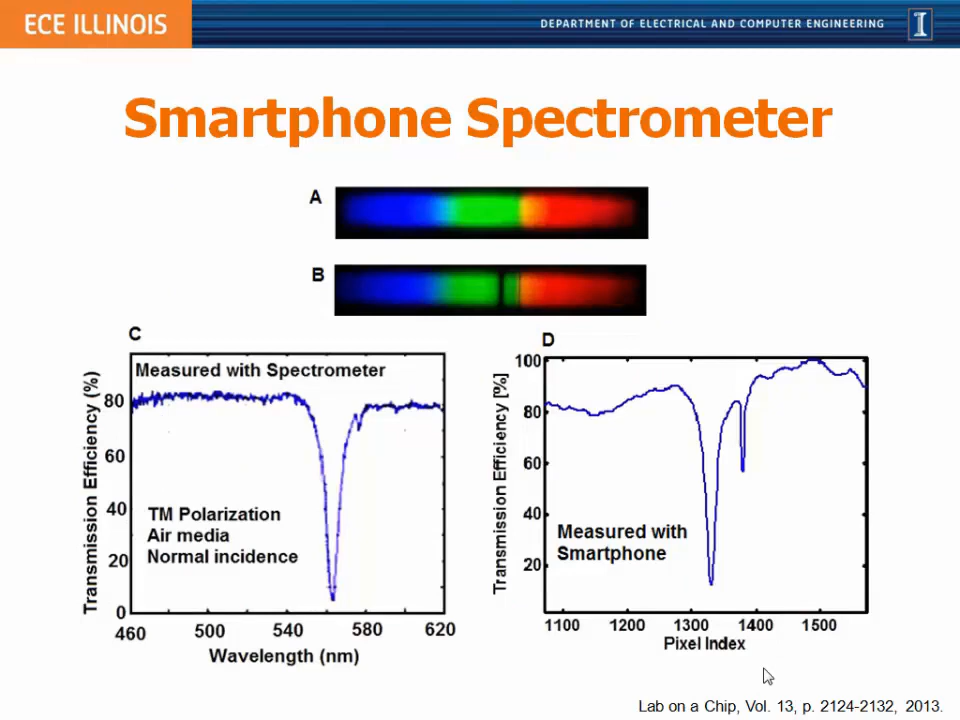 ECE ILLINOIS
DEPARTMENT OF ELECTRICAL AND COMPUTER ENGINEERING
I
Smartphone Spectrometer
A
B
C
Measured with Spectrometer
TM Polarization
Air media
Normal incidence
Transmission Efficiency (%)
80
60
40
20
0
460 500 540 580 620
Wavelength (nm)
D
Transmission Efficiency [%]
100
80
60
40
20
Measured with
Smartphone
1100 1200 1300 1400 1500
Pixel Index
Lab on a Chip, Vol. 13, p. 2124-2132, 2013.